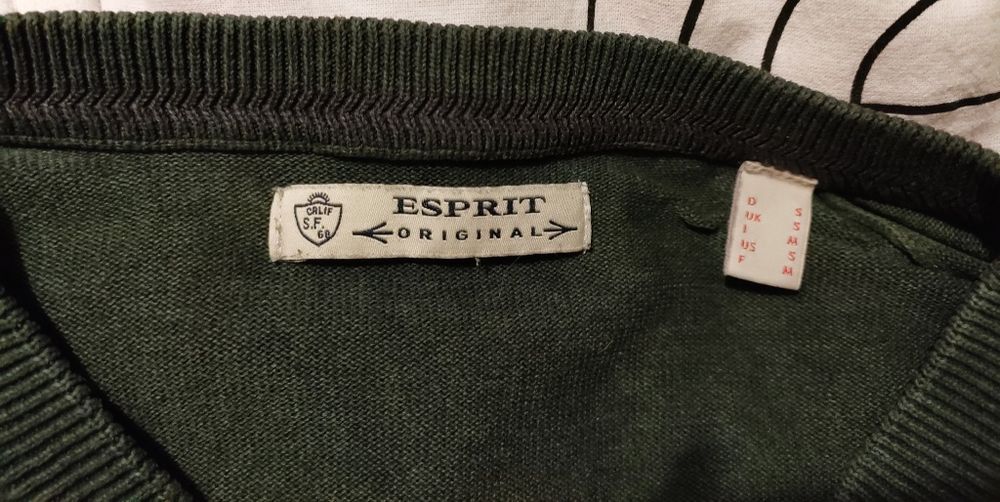 CALIF
S.F.
68
ESPRIT
ORIGINAL
D S
UK S
I M
US S
F M